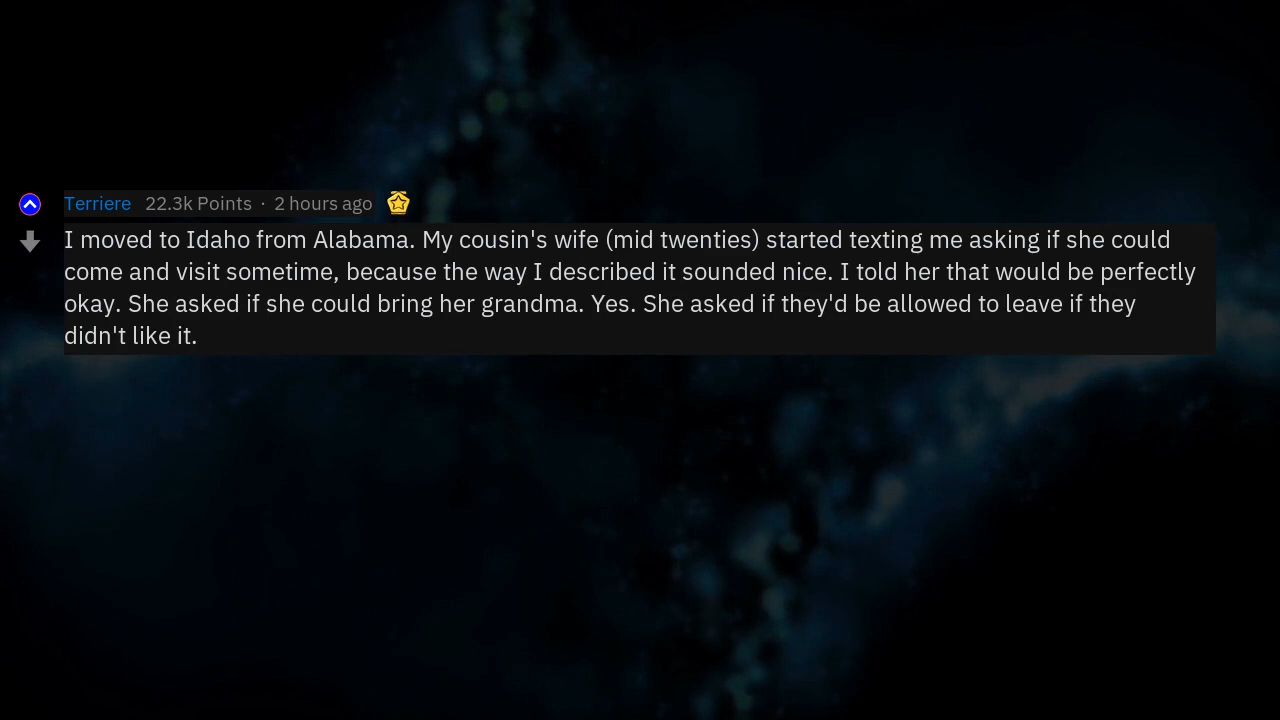 Terriere 22.3k Points · 2 hours ago
I moved to Idaho from Alabama. My cousin's wife (mid twenties) started texting me asking if she could
come and visit sometime, because the way I described it sounded nice. I told her that would be perfectly
okay. She asked if she could bring her grandma. Yes. She asked if they'd be allowed to leave if they
didn't like it.